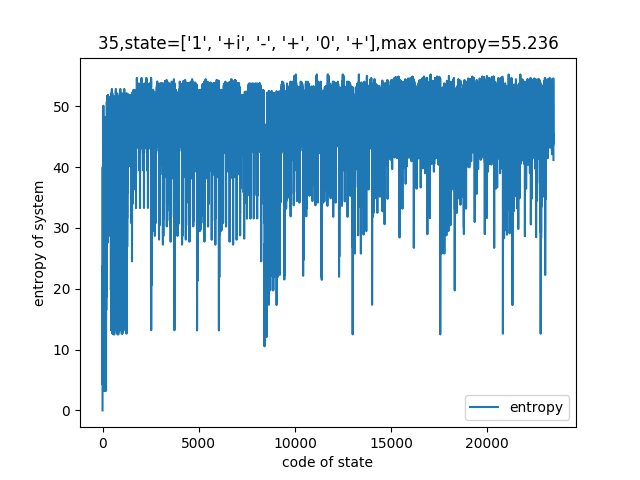 35,state=['1', '+i', '-', '+', '0', '+'],max entropy=55.236
50
40
30
20
10
0
entropy of system
entropy
0 5000 10000 15000 20000
code of state